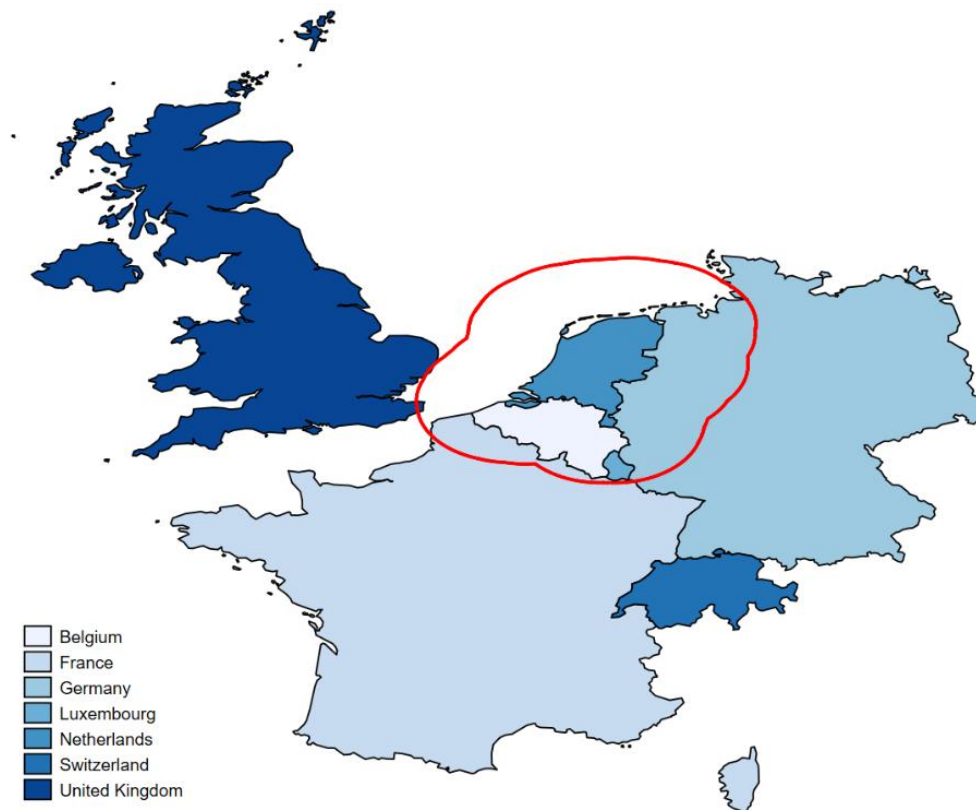 Belgium
France
Germany
Luxembourg
Netherlands
Switzerland
United Kingdom